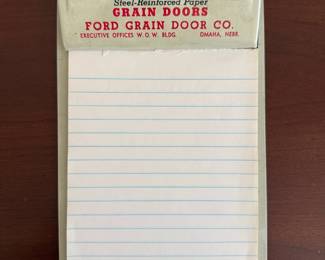 Steel-Reinforced Paper
GRAIN DOORS
FORD GRAIN DOOR CO.
EXECUTIVE OFFICES W. O. W. BLDG. OMAHA, NEBR.